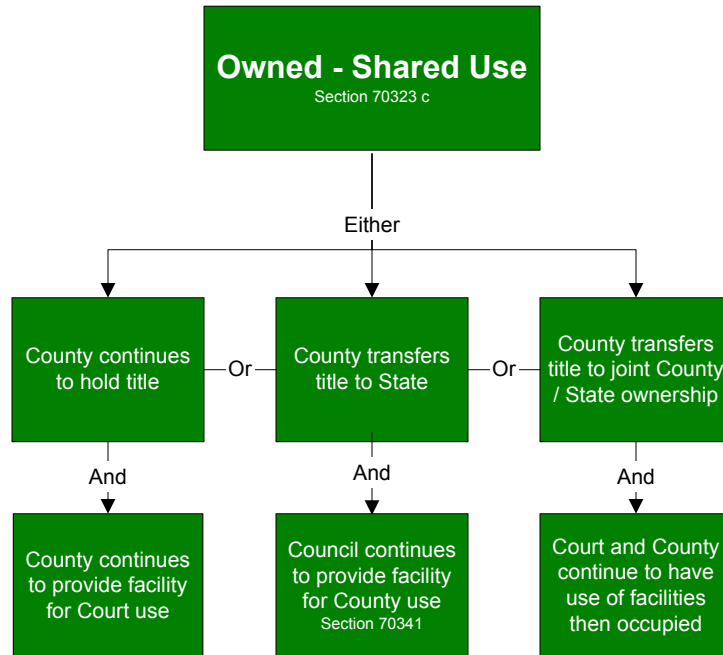 Owned - Shared Use
Section 70323 c
Either
County continues
to hold title
Or
County transfers
title to State
Or
County transfers
title to joint County
/ State ownership
And
And
And
County continues
to provide facility
for Court use
Council continues
to provide facility
for County use
Section 70341
Court and County
continue to have
use of facilities
then occupied